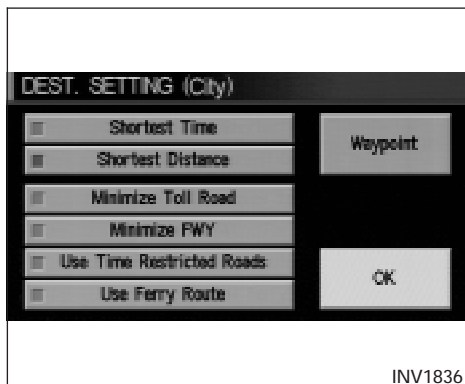 DEST. SETTING (City)
Shortest Time
Shortest Distance
Minimize Toll Road
Minimize FWY
Use Time Restricted Roads
Use Ferry Route
Waypoint
OK
INV1836